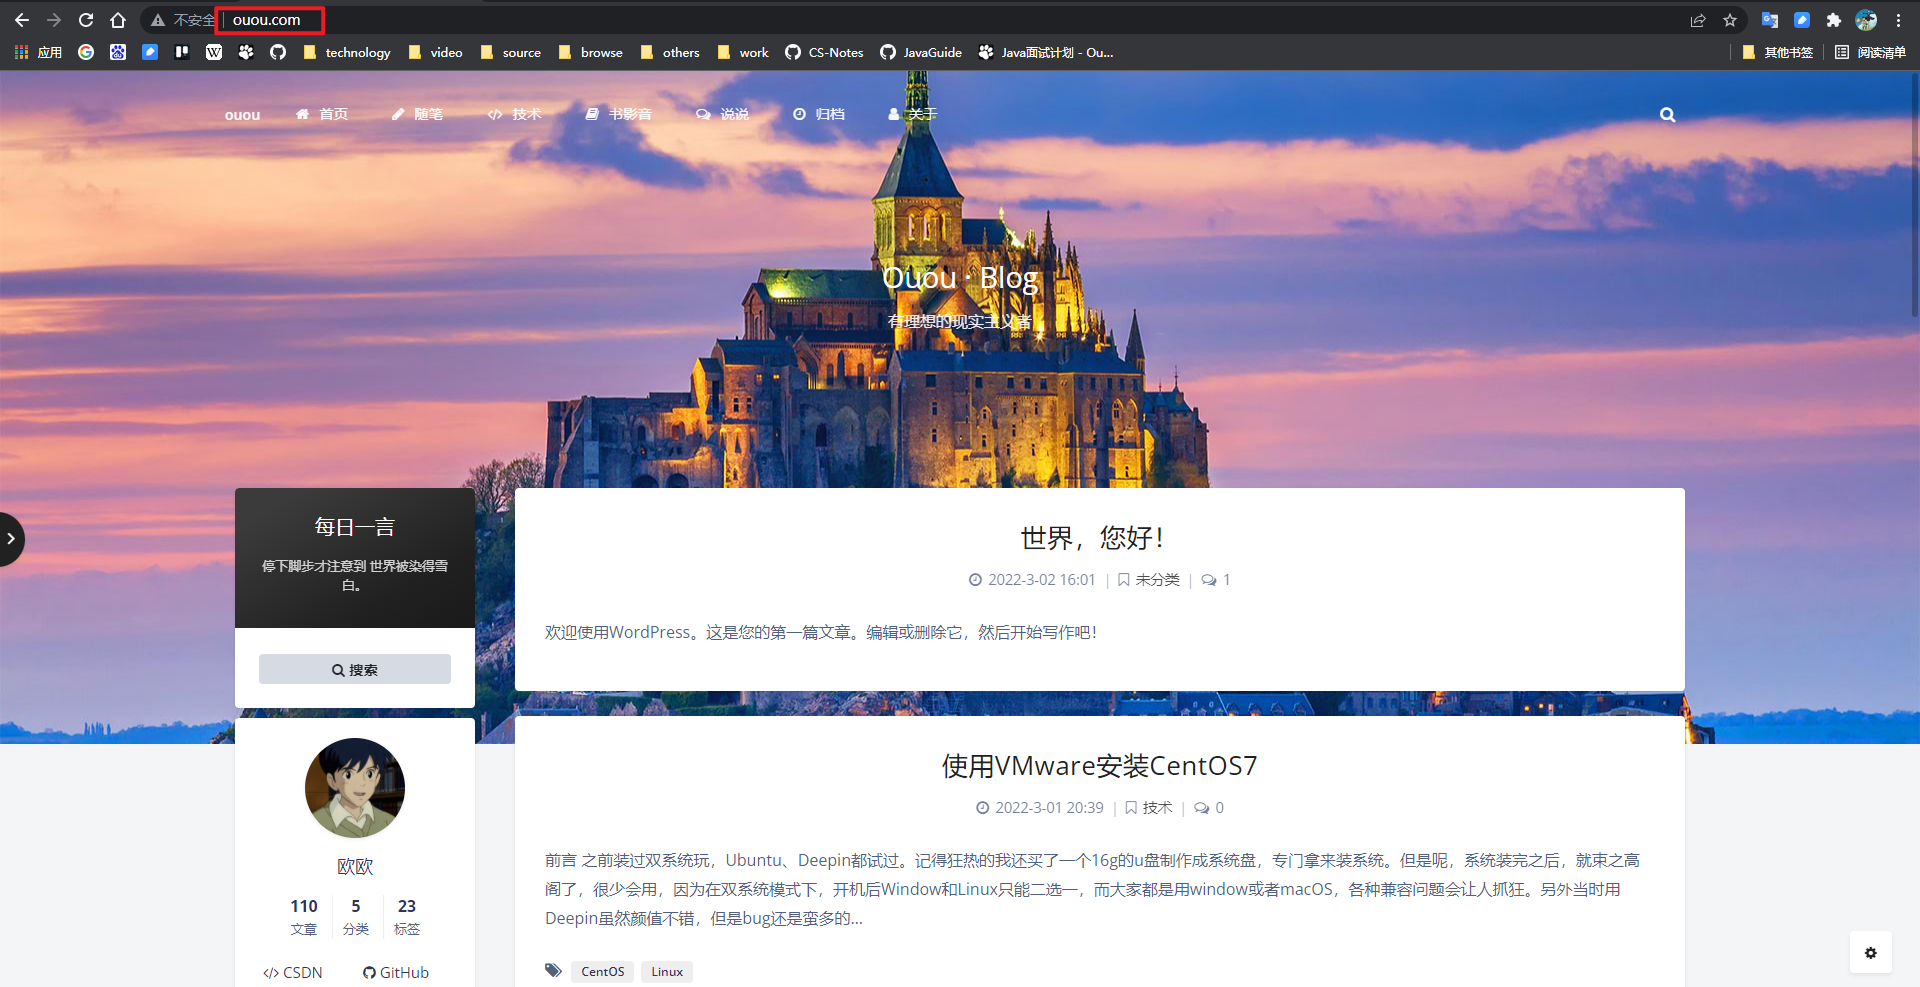 不安全 ouou.com
应用 technology video source browse others work CS-Notes JavaGuide Java面试计划 - Ou... 其他书签 阅读清单
ouou 首页 随笔 技术 书影音 说说 归档 关于
Ouou · Blog
有理想的现实主义者
每日一言
停下脚步才注意到 世界被染得雪
白。
搜索
世界，您好！
2022-3-02 16:01 | 未分类 | 1
欢迎使用WordPress。这是您的第一篇文章。编辑或删除它，然后开始写作吧！
欧欧
110 5 23
文章 分类 标签
</> CSDN GitHub
使用VMware安装CentOS7
2022-3-01 20:39 | 技术 | 0
前言 之前装过双系统玩，Ubuntu、Deepin都试过。记得狂热的我还买了一个16g的u盘制作成系统盘，专门拿来装系统。但是呢，系统装完之后，就束之高
阁了，很少会用，因为在双系统模式下，开机后Window和Linux只能二选一，而大家都是用window或者macOS，各种兼容问题会让人抓狂。另外当时用
Deepin虽然颜值不错，但是bug还是蛮多的...
CentOS Linux